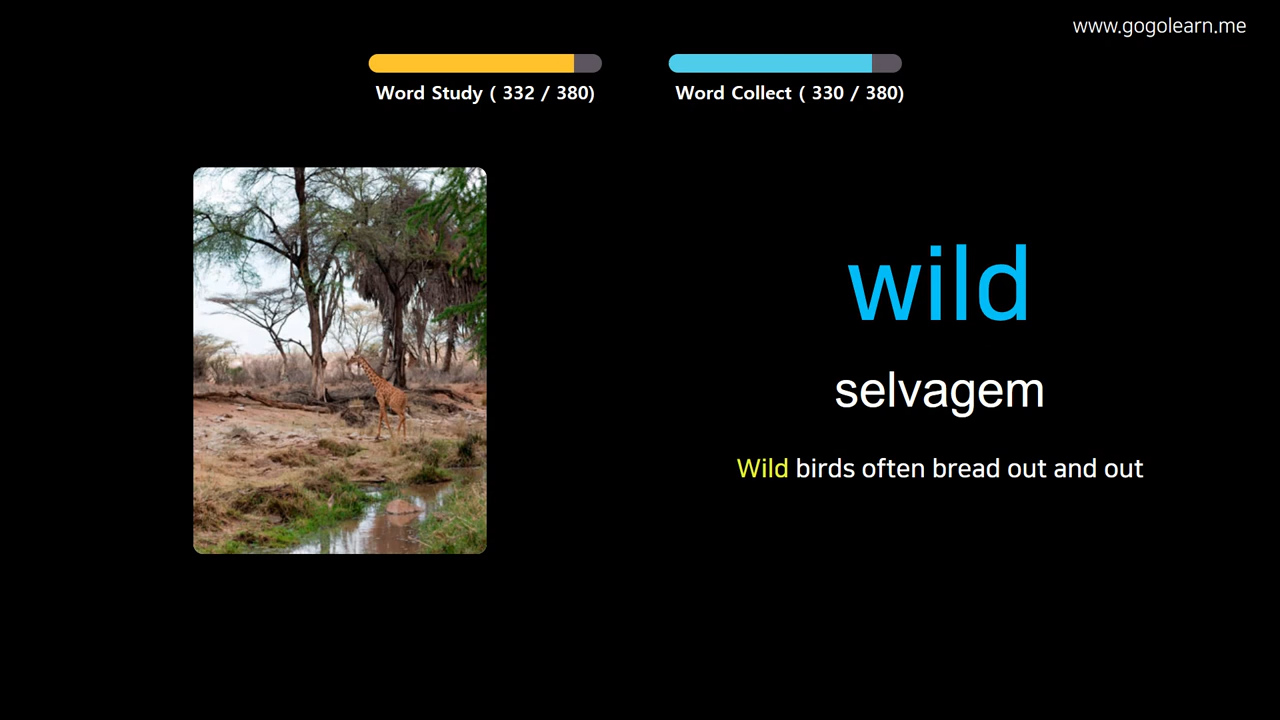 www.gogolearn.me
Word Study ( 332 / 380)
Word Collect ( 330 / 380)
wild
selvagem
Wild birds often bread out and out